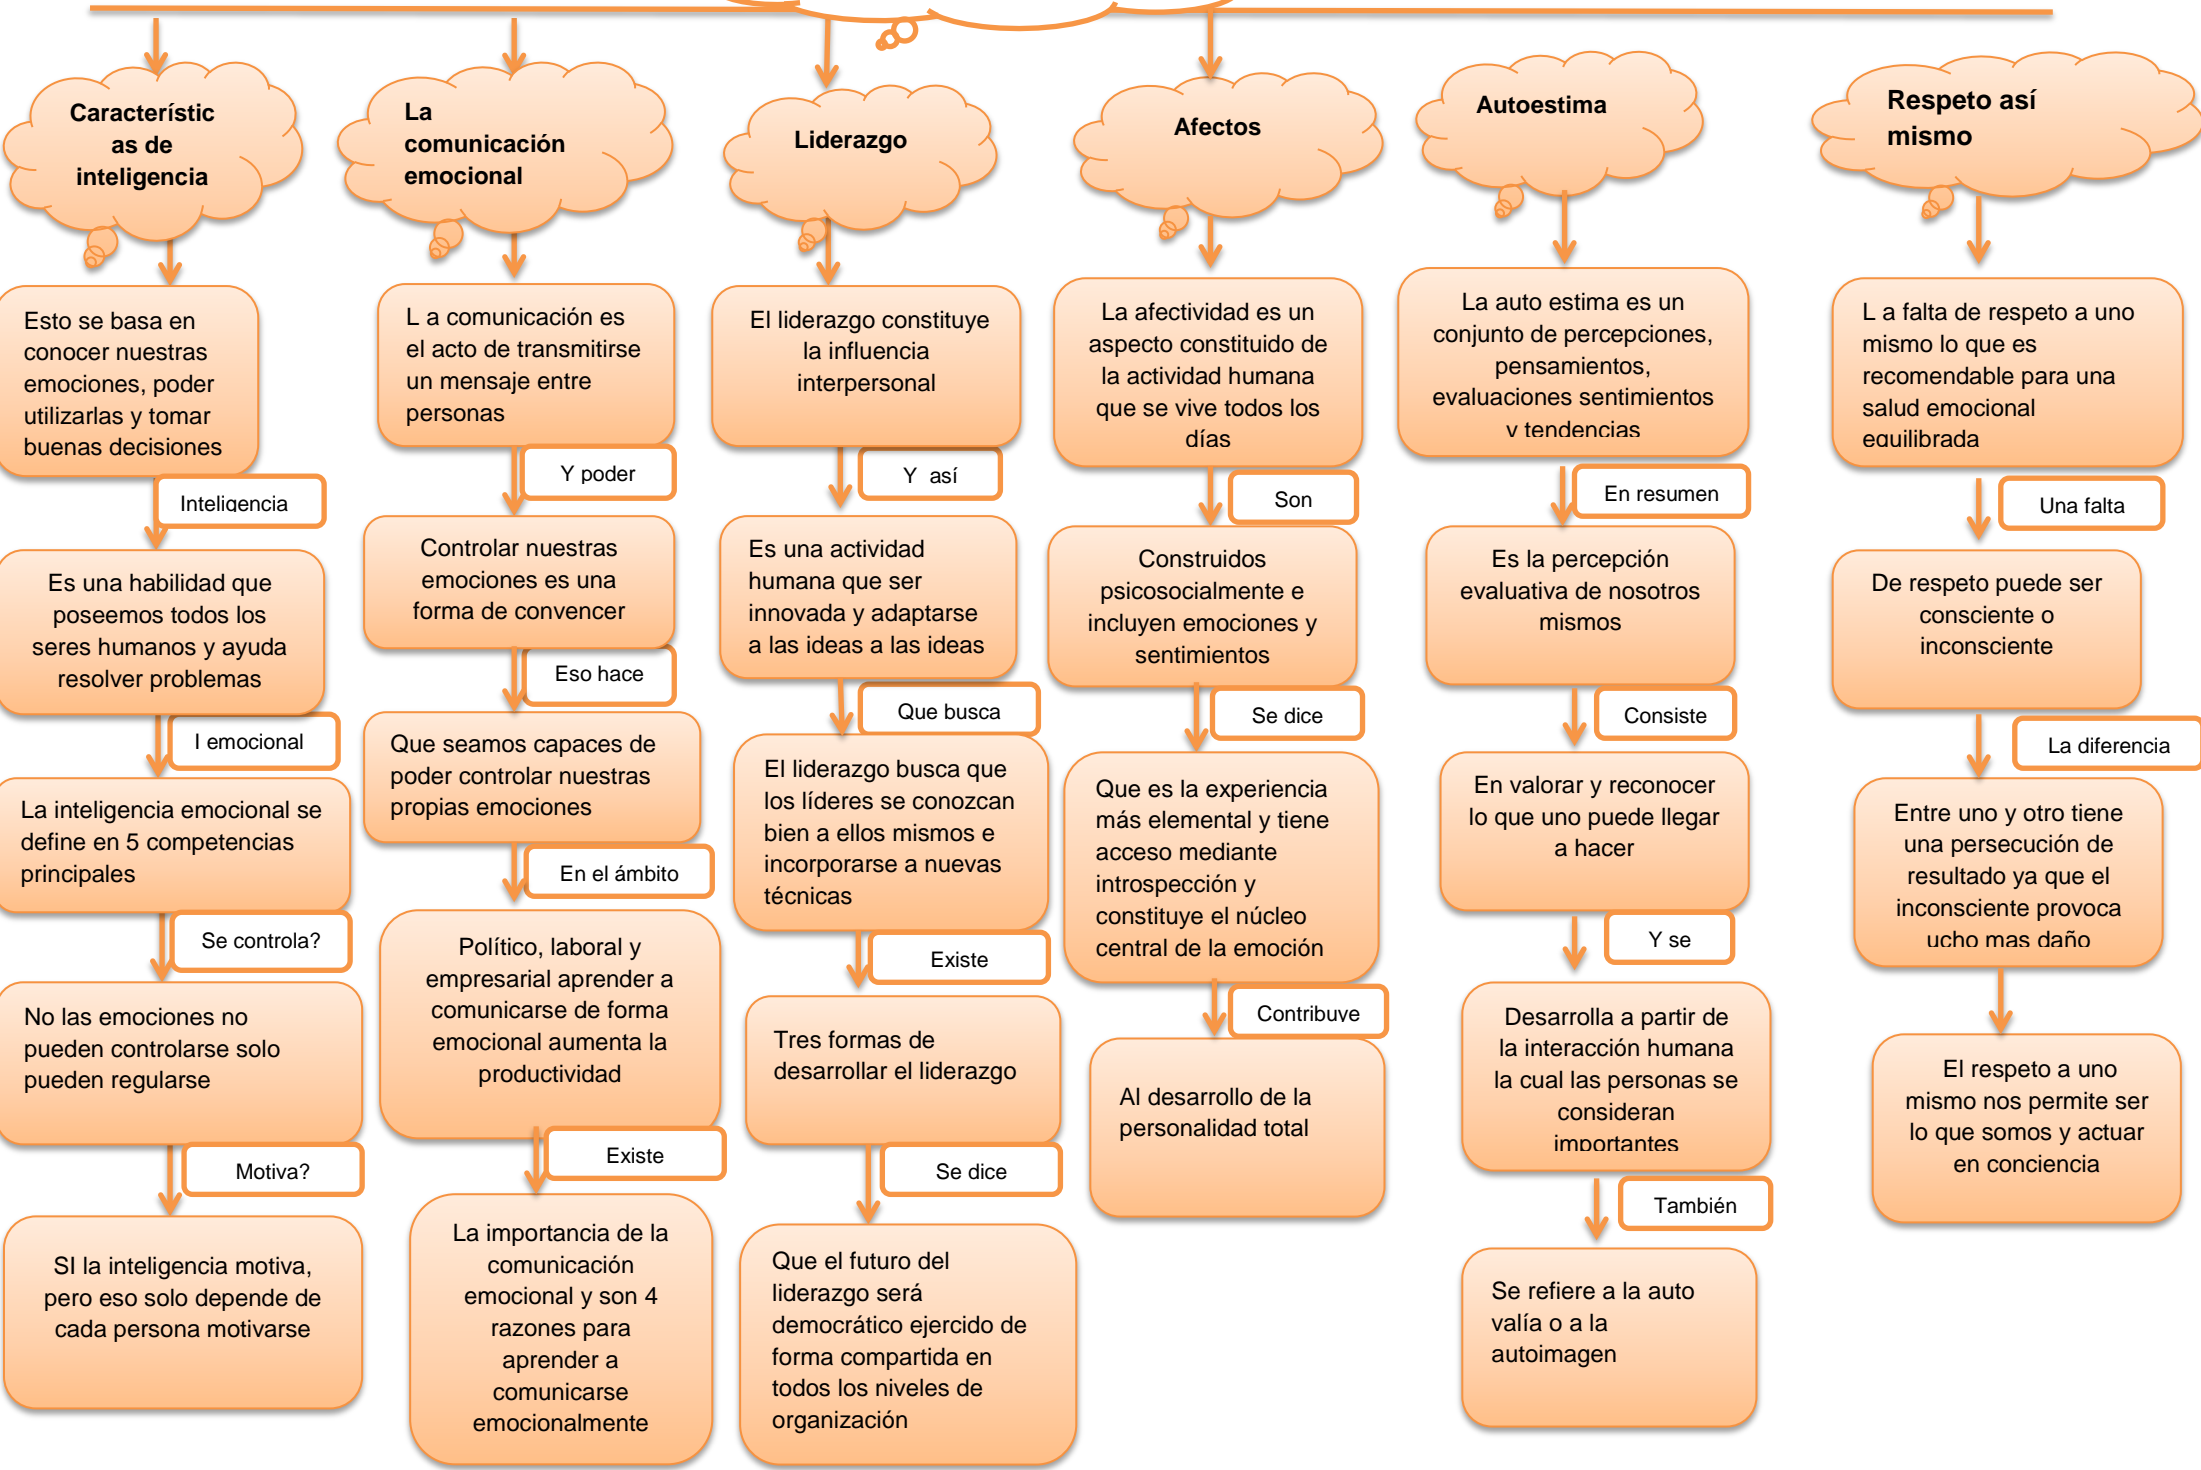 Característic
as de
inteligencia
Esto se basa en
conocer nuestras
emociones, poder
utilizarlas y tomar
buenas decisiones
Inteligencia
Es una habilidad que
poseemos todos los
seres humanos y ayuda
resolver problemas
I emocional
La inteligencia emocional se
define en 5 competencias
principales
Se controla?
No las emociones no
pueden controlarse solo
pueden regularse
Motiva?
SI la inteligencia motiva,
pero eso solo depende de
cada persona motivarse
La
comunicación
emocional
L a comunicación es
el acto de transmitirse
un mensaje entre
personas
Y poder
Controlar nuestras
emociones es una
forma de convencer
Eso hace
Que seamos capaces de
poder controlar nuestras
propias emociones
En el ámbito
Político, laboral y
empresarial aprender a
comunicarse de forma
emocional aumenta la
productividad
Existe
La importancia de la
comunicación
emocional y son 4
razones para
aprender a
comunicarse
emocionalmente
Liderazgo
El liderazgo constituye
la influencia
interpersonal
Y así
Es una actividad
humana que ser
innovada y adaptarse
a las ideas a las ideas
Que busca
El liderazgo busca que
los líderes se conozcan
bien a ellos mismos e
incorporarse a nuevas
técnicas
Existe
Tres formas de
desarrollar el liderazgo
Se dice
Que el futuro del
liderazgo será
democrático ejercido de
forma compartida en
todos los niveles de
organización
Afectos
La afectividad es un
aspecto constituido de
la actividad humana
que se vive todos los
días
Son
Construidos
psicosocialmente e
incluyen emociones y
sentimientos
Se dice
Que es la experiencia
más elemental y tiene
acceso mediante
introspección y
constituye el núcleo
central de la emoción
Contribuye
Al desarrollo de la
personalidad total
Autoestima
La auto estima es un
conjunto de percepciones,
pensamientos,
evaluaciones sentimientos
y tendencias
En resumen
Es la percepción
evaluativa de nosotros
mismos
Consiste
En valorar y reconocer
lo que uno puede llegar
a hacer
Y se
Desarrolla a partir de
la interacción humana
la cual las personas se
consideran
importantes
También
Se refiere a la auto
valía o a la
autoimagen
Respeto así
mismo
L a falta de respeto a uno
mismo lo que es
recomendable para una
salud emocional
equilibrada
Una falta
De respeto puede ser
consciente o
inconsciente
La diferencia
Entre uno y otro tiene
una persecución de
resultado ya que el
inconsciente provoca
ucho mas daño
El respeto a uno
mismo nos permite ser
lo que somos y actuar
en conciencia